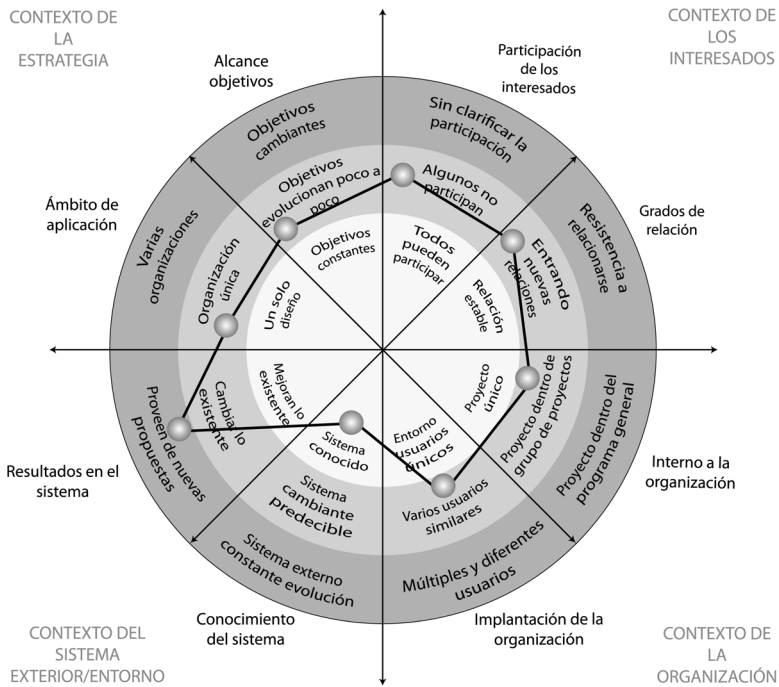 CONTEXTO DE
LA
ESTRATEGIA
CONTEXTO DE
LOS
INTERESADOS
Alcance
objetivos
Participación
de los
interesados
Ámbito de
aplicación
Grados de
relación
Objetivos
cambiantes
Sin clarificar la
participación
Varias
organizaciones
Objetivos
evolucionan poco a
poco
Algunos no
participan
Resistencia a
relacionarse
Organización
única
Objetivos
constantes
Todos
pueden
participar
Entrando
nuevas
relaciones
Un solo
diseño
Relación
estable
Proveen de nuevas
propuestas
Cambiar lo
existente
Mejoran lo
existente
Sistema
conocido
Entorno
usuarios
únicos
Proyecto
único
Proyecto dentro de
grupo de proyectos
Proyecto dentro del
programa general
Sistema
cambiante
predecible
Varios usuarios
similares
Sistema externo
constante evolución
Múltiples y diferentes
usuarios
Resultados en el
sistema
Interno a la
organización
Conocimiento
del sistema
Implantación de la
organización
CONTEXTO DEL
SISTEMA
EXTERIOR/ENTORNO
CONTEXTO DE
LA
ORGANIZACIÓN